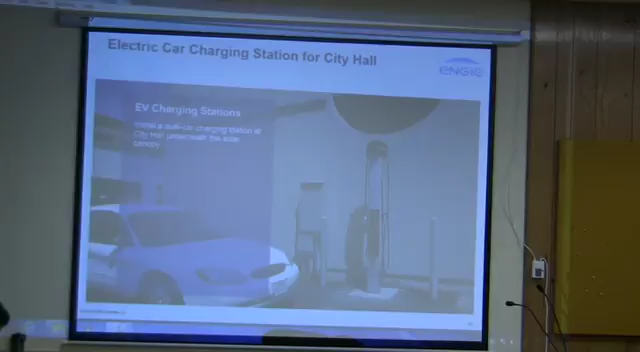 Electric Car Charging Station for City Hall
ENGIE
EV Charging Stations
Install a dual-car charging station at
City Hall underneath the solar
canopy